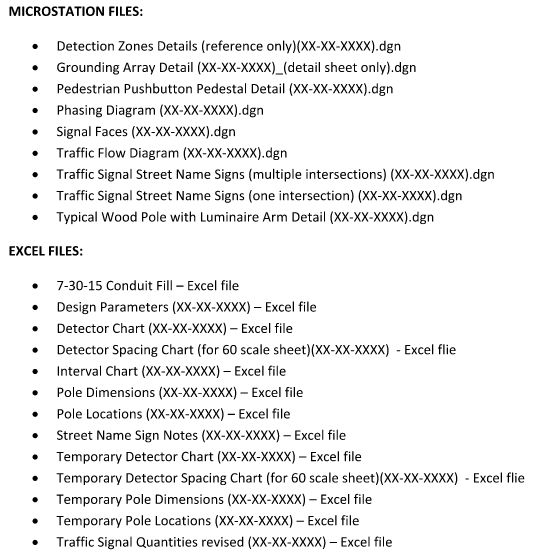 MICROSTATION FILES:
• Detection Zones Details (reference only)(XX-XX-XXXX).dgn
• Grounding Array Detail (XX-XX-XXXX)_(detail sheet only).dgn
• Pedestrian Pushbutton Pedestal Detail (XX-XX-XXXX).dgn
• Phasing Diagram (XX-XX-XXXX).dgn
• Signal Faces (XX-XX-XXXX).dgn
• Traffic Flow Diagram (XX-XX-XXXX).dgn
• Traffic Signal Street Name Signs (multiple intersections) (XX-XX-XXXX).dgn
• Traffic Signal Street Name Signs (one intersection) (XX-XX-XXXX).dgn
• Typical Wood Pole with Luminaire Arm Detail (XX-XX-XXXX).dgn
EXCEL FILES:
• 7-30-15 Conduit Fill – Excel file
• Design Parameters (XX-XX-XXXX) – Excel file
• Detector Chart (XX-XX-XXXX) – Excel file
• Detector Spacing Chart (for 60 scale sheet)(XX-XX-XXXX)  - Excel flie
• Interval Chart (XX-XX-XXXX) – Excel file
• Pole Dimensions (XX-XX-XXXX) – Excel file
• Pole Locations (XX-XX-XXXX) – Excel file
• Street Name Sign Notes (XX-XX-XXXX) – Excel file
• Temporary Detector Chart (XX-XX-XXXX) – Excel file
• Temporary Detector Spacing Chart (for 60 scale sheet)(XX-XX-XXXX)  - Excel flie
• Temporary Pole Dimensions (XX-XX-XXXX) – Excel file
• Temporary Pole Locations (XX-XX-XXXX) – Excel file
• Traffic Signal Quantities revised (XX-XX-XXXX) – Excel file